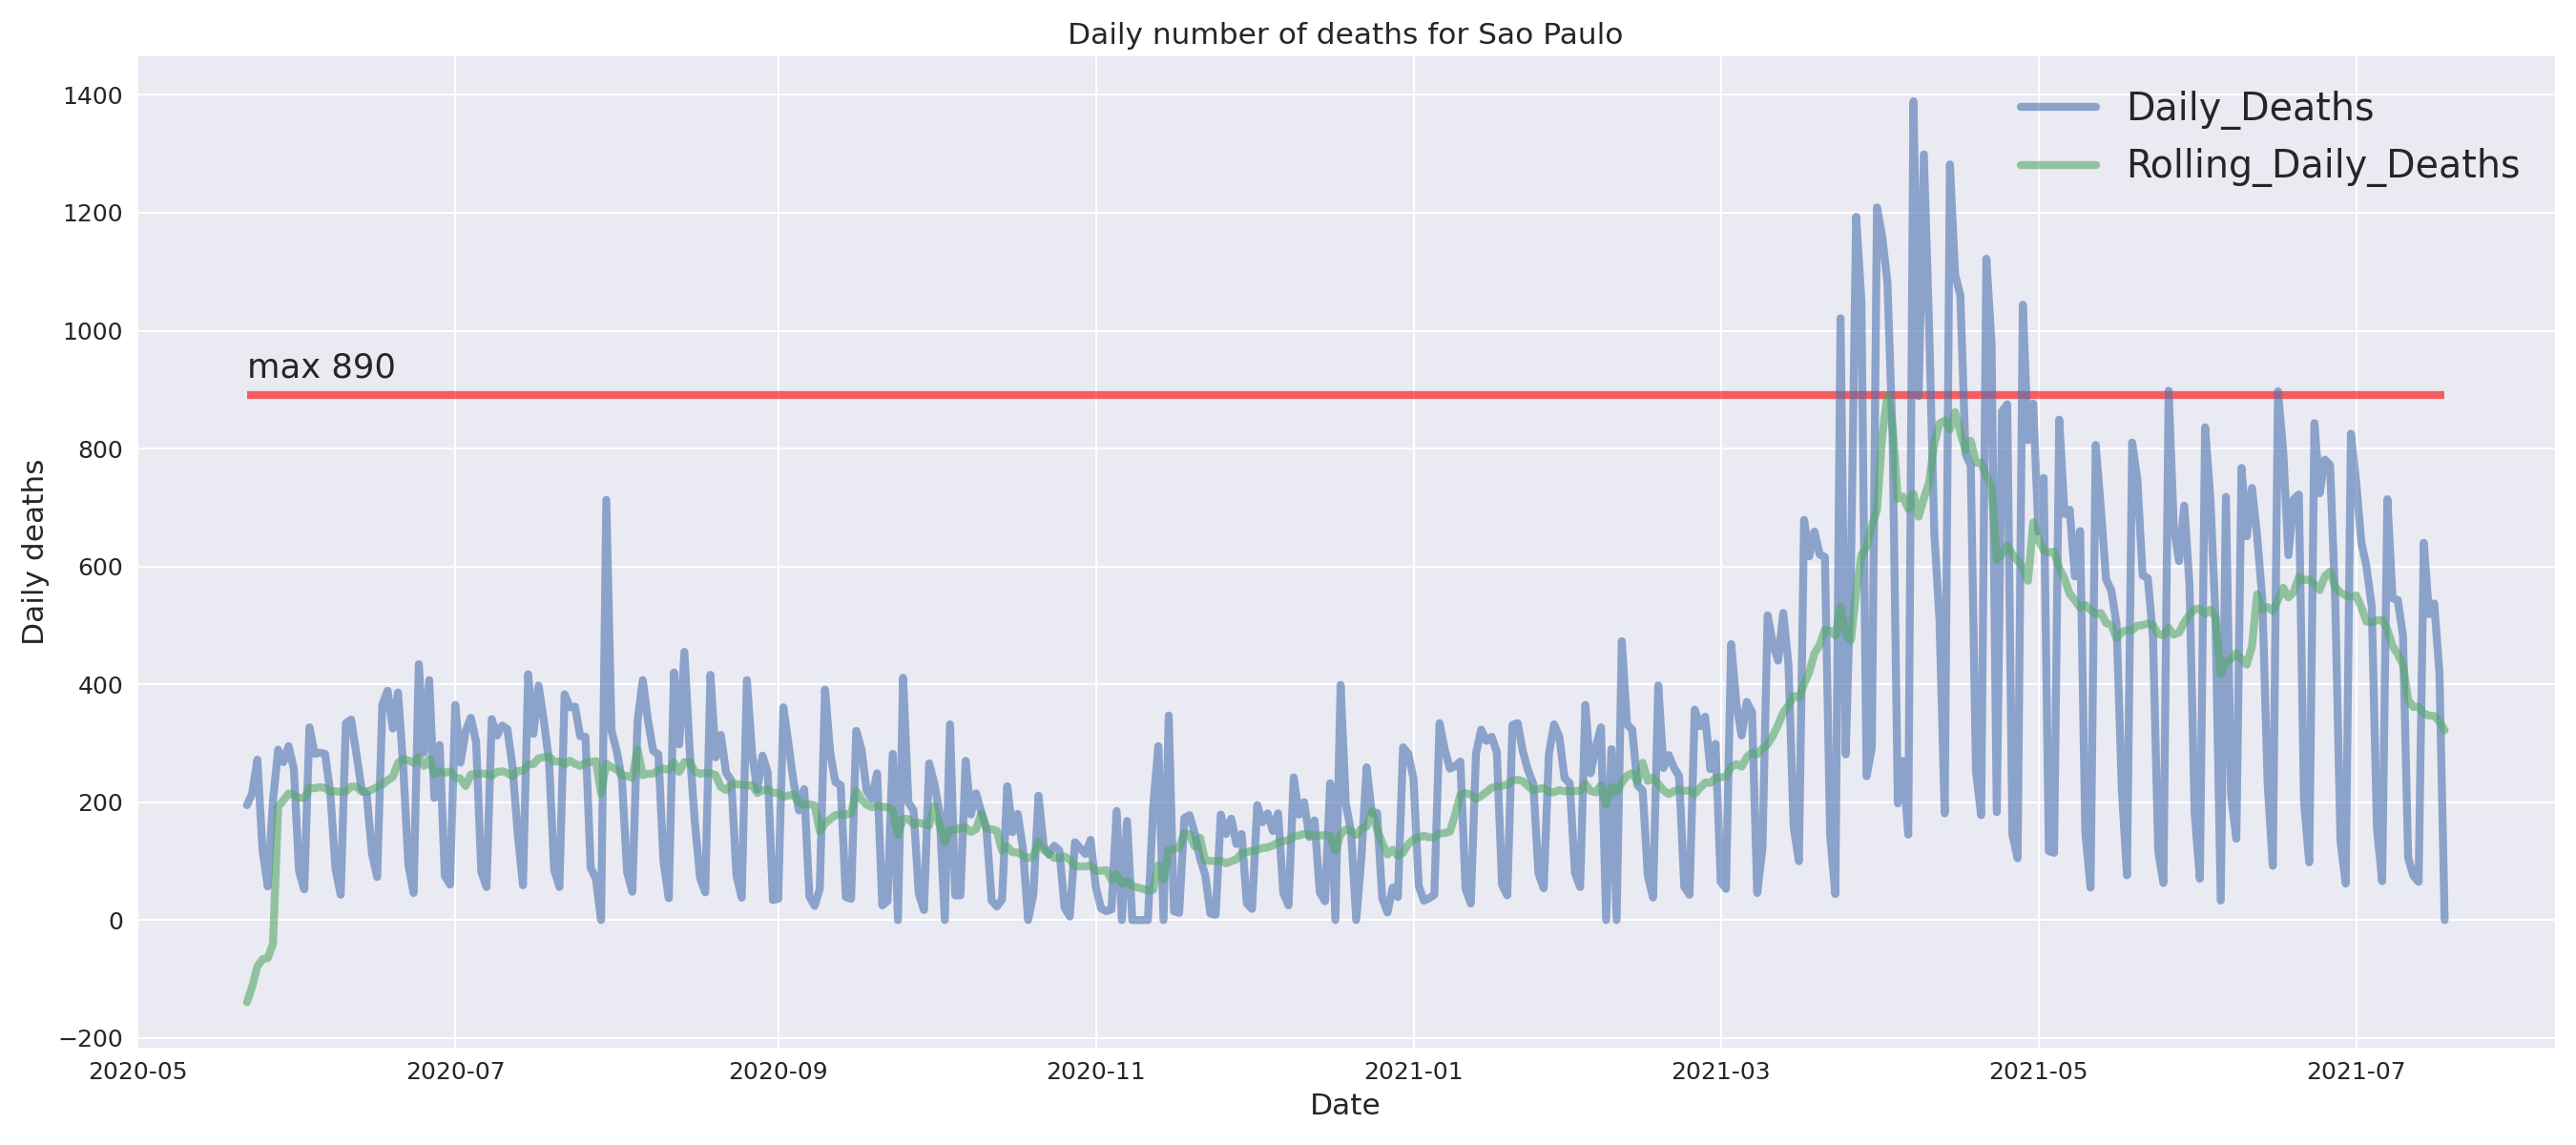 Daily number of deaths for Sao Paulo
1400
1200
1000
800
600
400
200
0
−200
Daily deaths
max 890
Daily_Deaths
Rolling_Daily_Deaths
2020-05 2020-07 2020-09 2020-11 2021-01 2021-03 2021-05 2021-07
Date